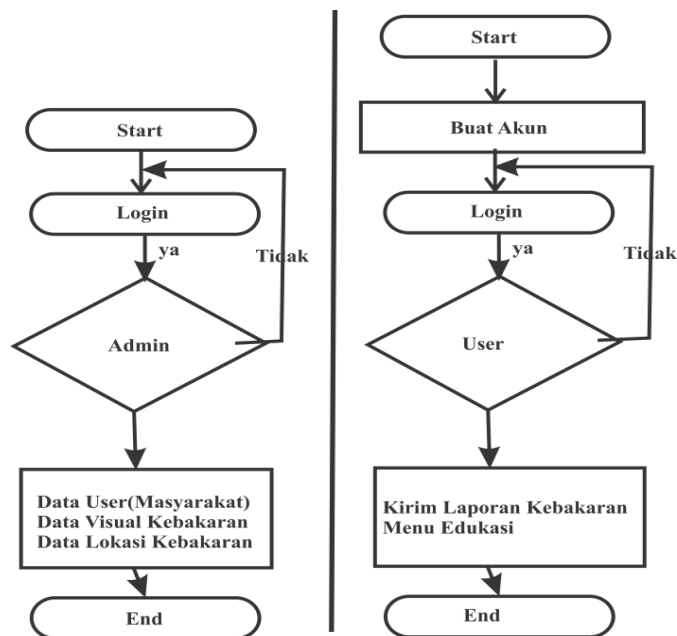 Start
Login
ya
Tidak
Admin
Data User(Masyarakat)
Data Visual Kebakaran
Data Lokasi Kebakaran
End
Start
Buat Akun
Login
ya
Tidak
User
Kirim Laporan Kebakaran
Menu Edukasi
End